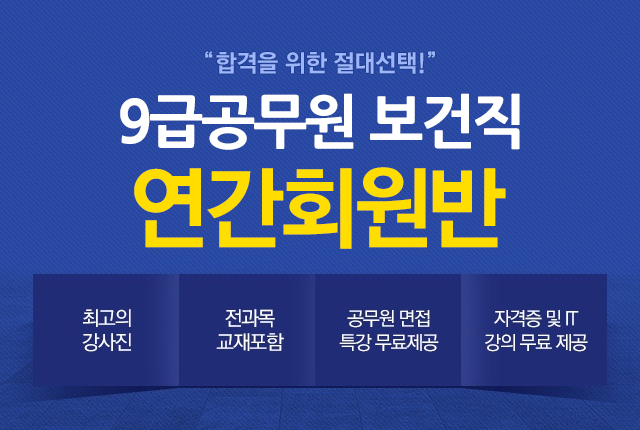 “합격을 위한 절대선택!”
9급공무원 보건직
연간회원반
최고의
강사진
전과목
교재포함
공무원 면접
특강 무료제공
자격증 및 IT
강의 무료 제공